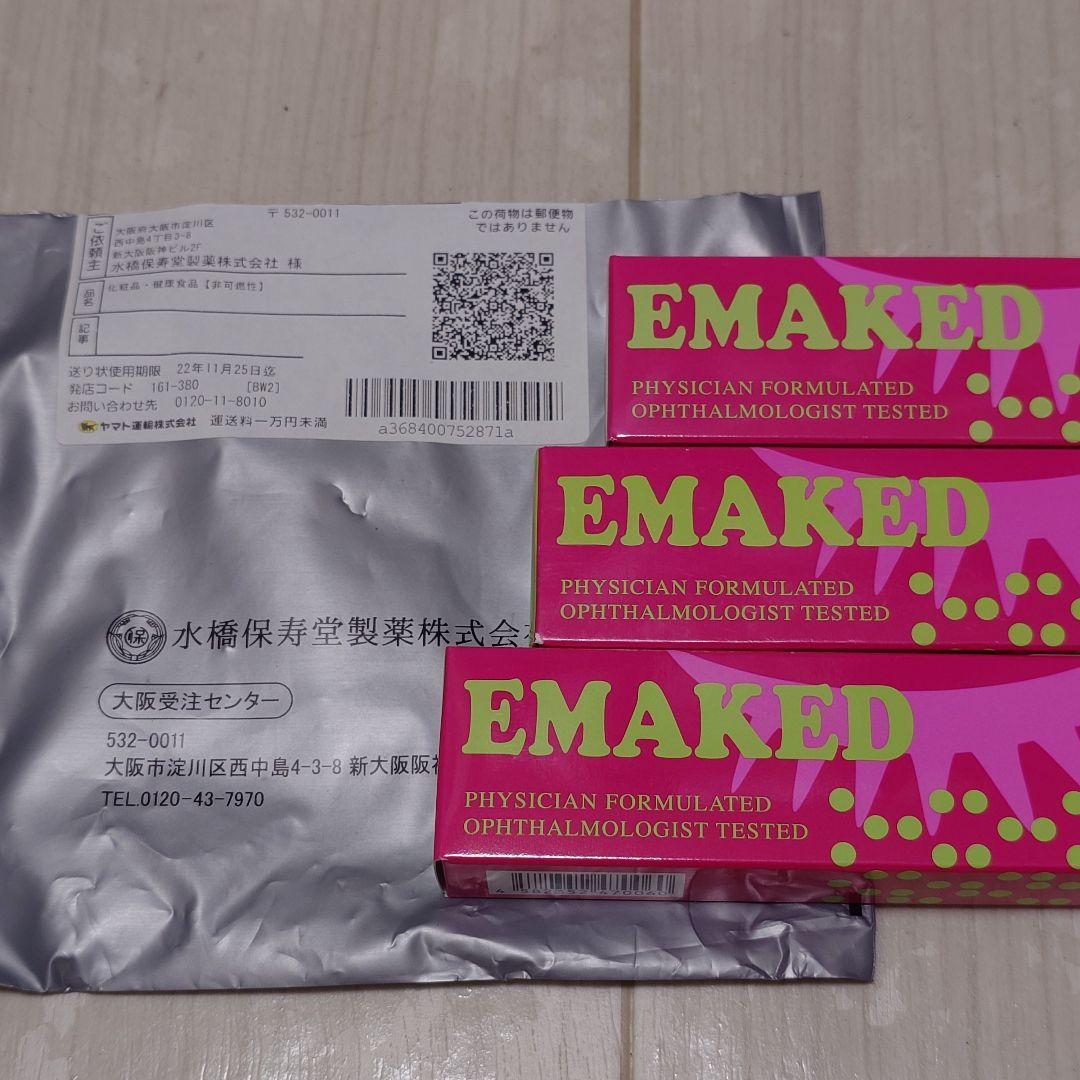 〒 532-0011
ご依頼主
大阪府大阪市淀川区
西中島4丁目3-8
新大阪阪神ビル2F
水橋保寿堂製薬株式会社 様
この荷物は郵便物
ではありません
品名
化粧品・健康食品【非可燃性】
記事
送り状使用期限 22年11月25日迄
発店コード 161-380 [BW2]
お問い合わせ先 0120-11-8010
ヤマト運輸株式会社 運送料一万円未満
a368400752871a
保
水橋保寿堂製薬株式会
大阪受注センター
532-0011
大阪市淀川区西中島4-3-8 新大阪阪
TEL.0120-43-7970
EMAKED
PHYSICIAN FORMULATED
OPHTHALMOLOGIST TESTED
EMAKED
PHYSICIAN FORMULATED
OPHTHALMOLOGIST TESTED
EMAKED
PHYSICIAN FORMULATED
OPHTHALMOLOGIST TESTED